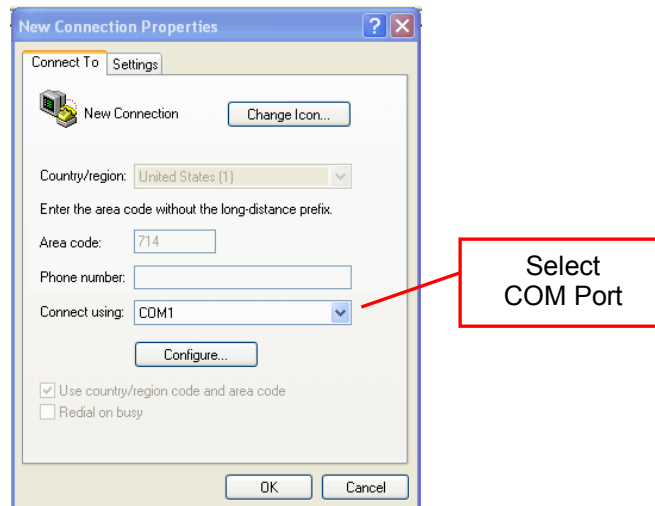 New Connection Properties
Connect To Settings
New Connection Change Icon...
Country/region: United States (1)
Enter the area code without the long-distance prefix.
Area code: 714
Phone number:
Connect using: COM1
Configure...
Use country/region code and area code
Redial on busy
OK Cancel
Select
COM Port